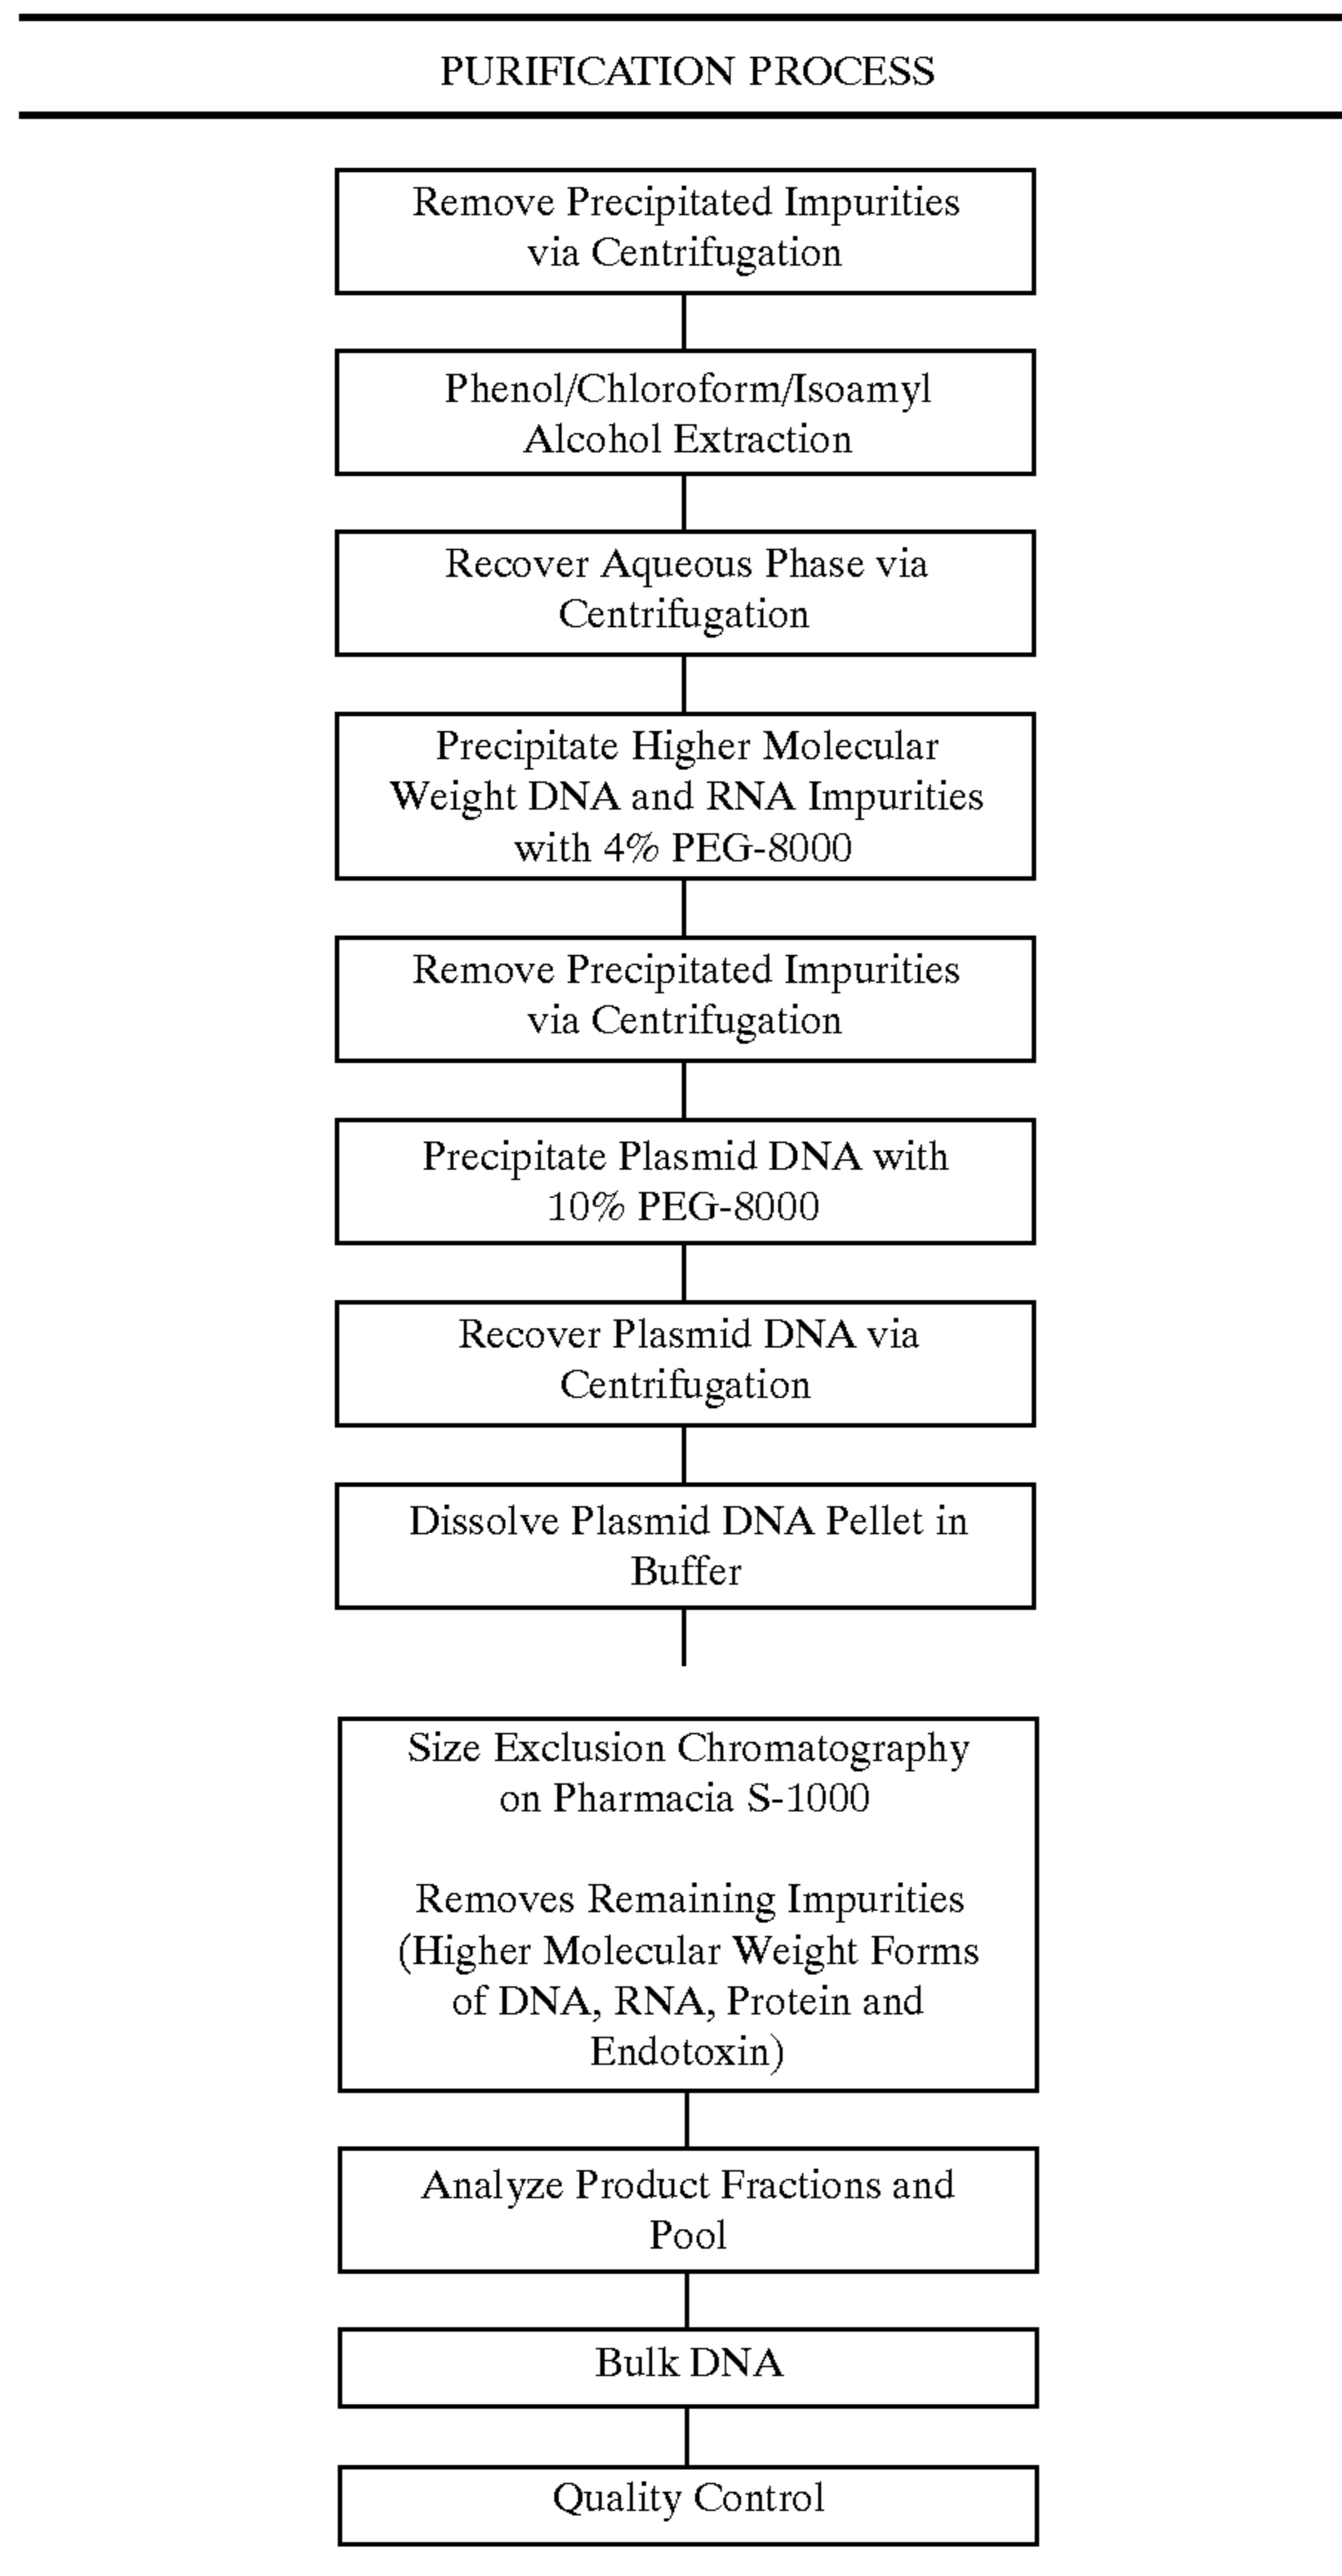 PURIFICATION PROCESS
Remove Precipitated Impurities
via Centrifugation
Phenol/Chloroform/Isoamyl
Alcohol Extraction
Recover Aqueous Phase via
Centrifugation
Precipitate Higher Molecular
Weight DNA and RNA Impurities
with 4% PEG-8000
Remove Precipitated Impurities
via Centrifugation
Precipitate Plasmid DNA with
10% PEG-8000
Recover Plasmid DNA via
Centrifugation
Dissolve Plasmid DNA Pellet in
Buffer
Size Exclusion Chromatography
on Pharmacia S-1000
Removes Remaining Impurities
(Higher Molecular Weight Forms
of DNA, RNA, Protein and
Endotoxin)
Analyze Product Fractions and
Pool
Bulk DNA
Quality Control